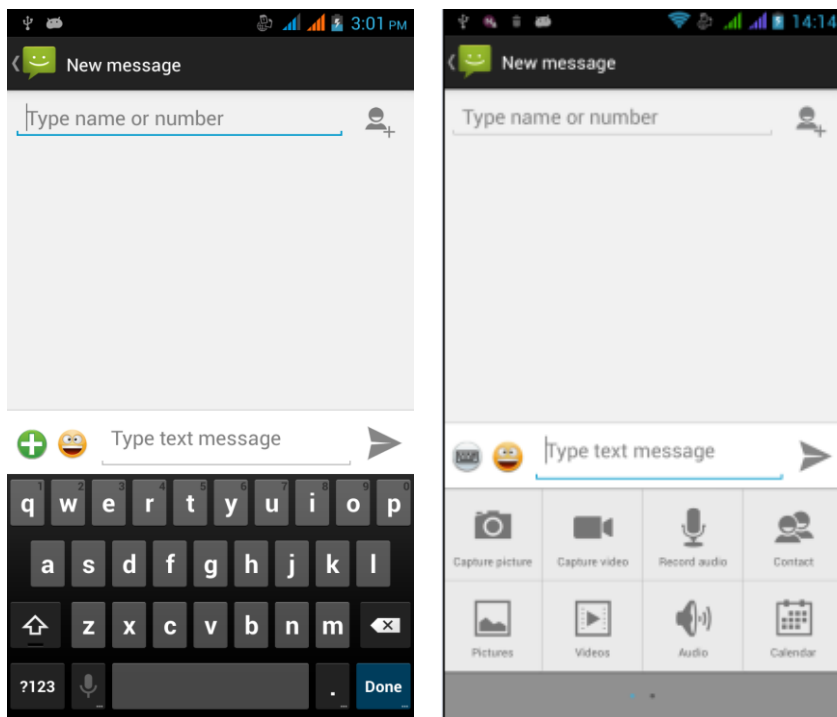 3:01 PM
New message
Type name or number
Type text message
1 2 3 4 5 6 7 8 9 0
q w e r t y u i o p
a s d f g h j k l
z x c v b n m
?123 . Done
14:14
New message
Type name or number
Type text message
Capture picture Capture video Record audio Contact
Pictures Videos Audio Calendar